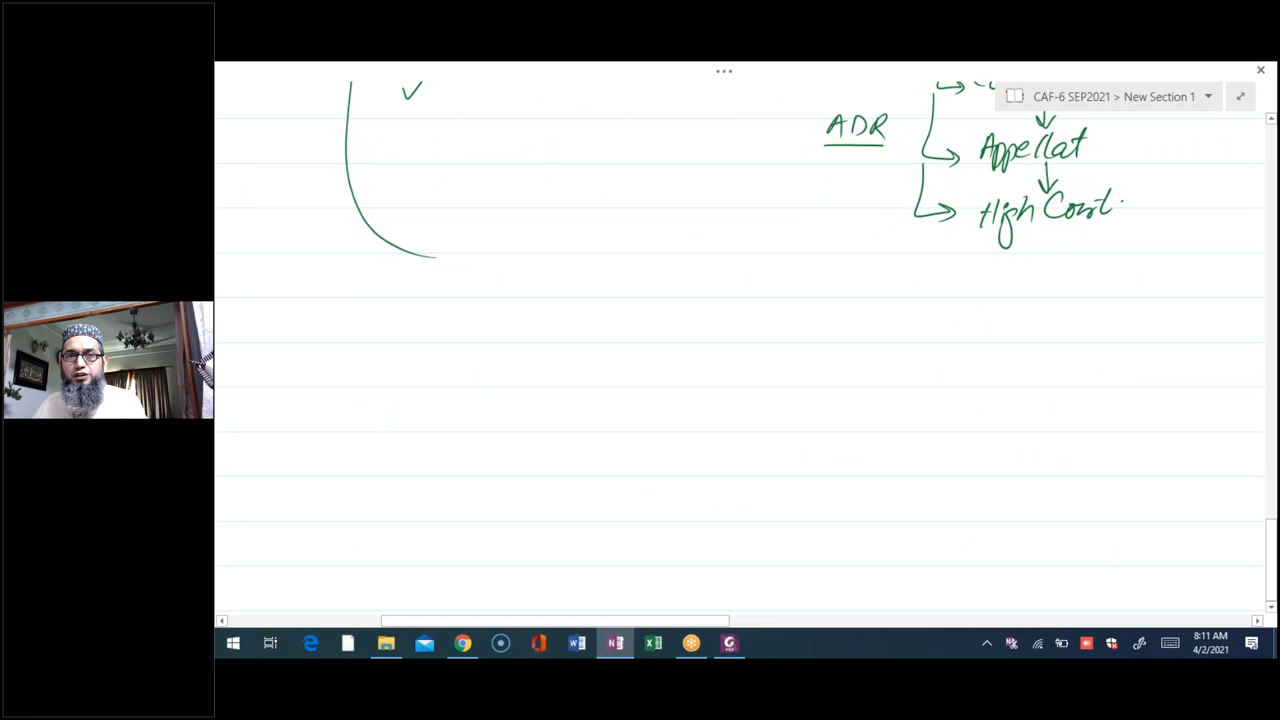 CAF-6 SEP2021 > New Section 1
ADR
Appellat
High Court.
8:11 AM
4/2/2021